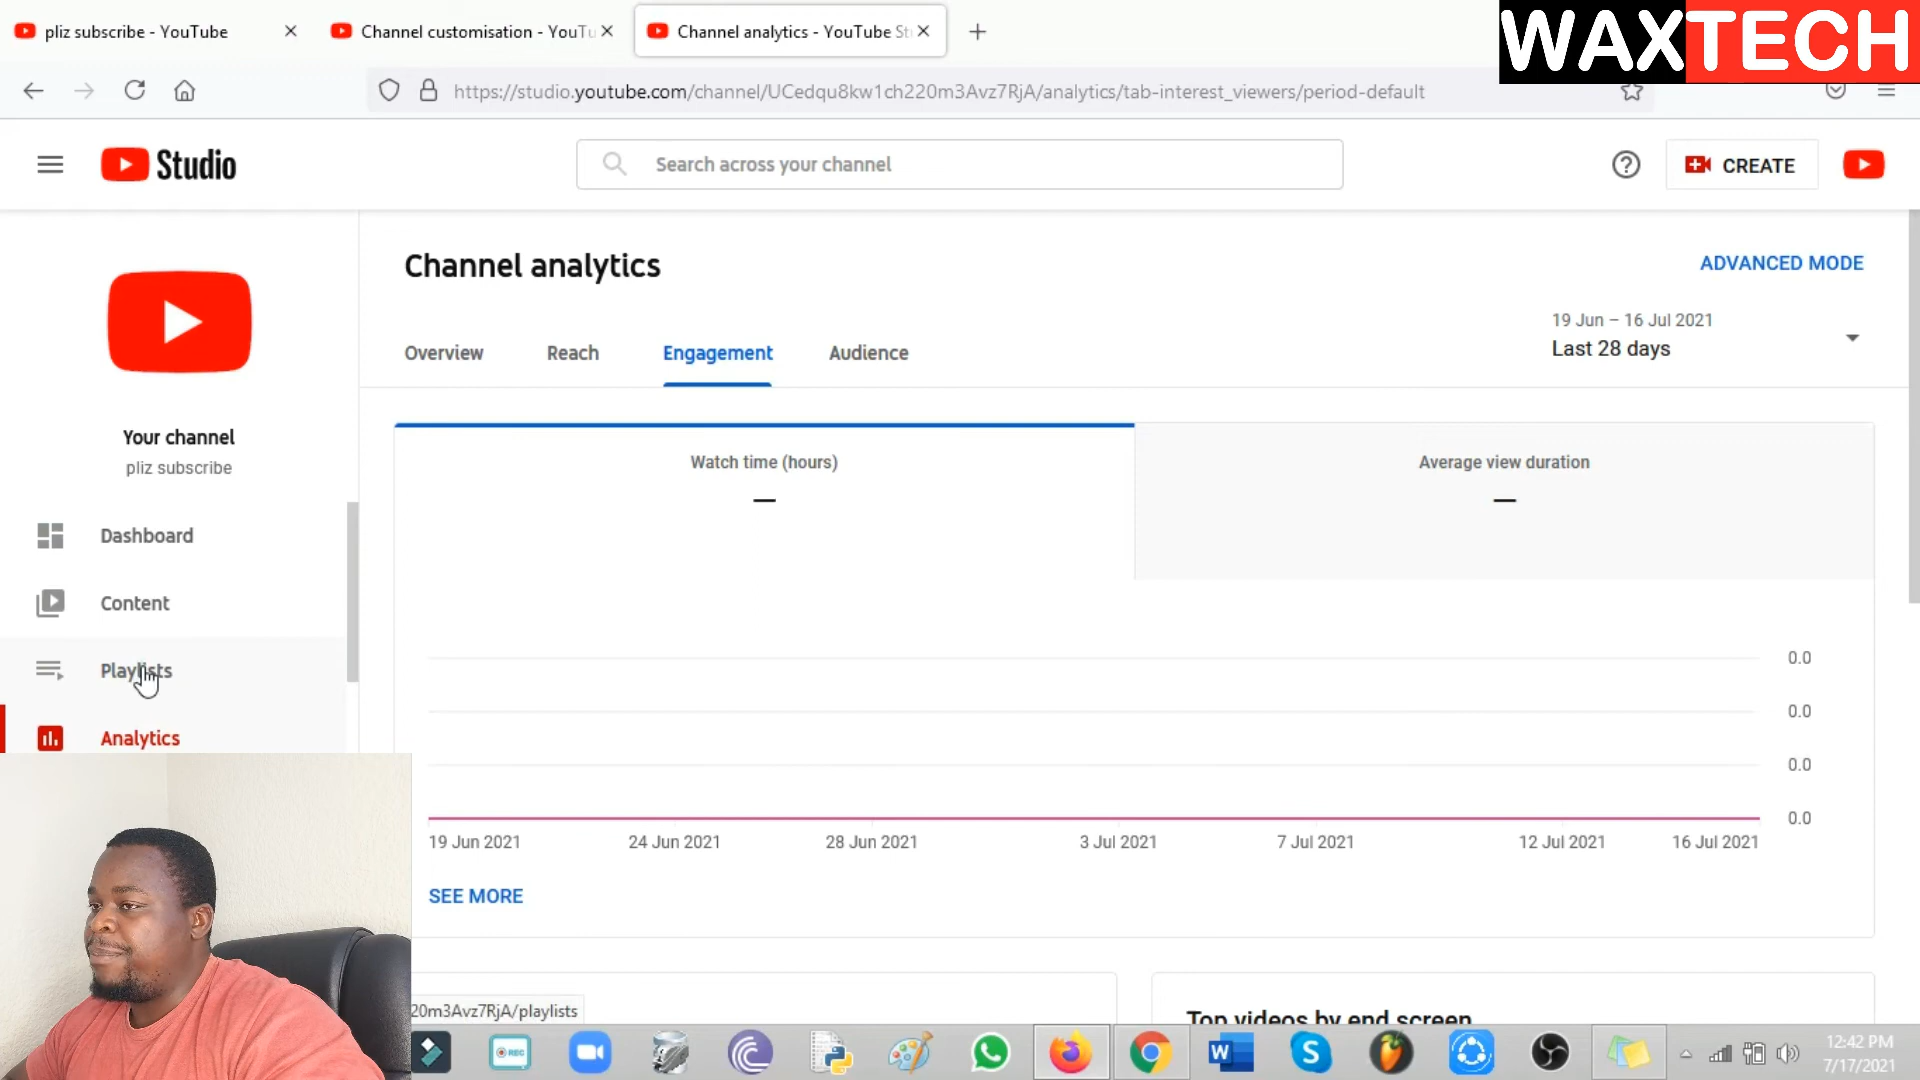 pliz subscribe - YouTube
Channel customisation - YouTu
Channel analytics - YouTube St
WAXTECH
https://studio.youtube.com/channel/UCedqu8kw1ch220m3Avz7RjA/analytics/tab-interest_viewers/period-default
Studio
Search across your channel
CREATE
Channel analytics
ADVANCED MODE
Overview
Reach
Engagement
Audience
19 Jun – 16 Jul 2021
Last 28 days
Your channel
pliz subscribe
Dashboard
Content
Playlists
Analytics
Watch time (hours)
—
Average view duration
—
0.0
0.0
0.0
0.0
19 Jun 2021
24 Jun 2021
28 Jun 2021
3 Jul 2021
7 Jul 2021
12 Jul 2021
16 Jul 2021
SEE MORE
20m3Avz7RjA/playlists
Top videos by end screen
REC
W
S
12:42 PM
7/17/2021